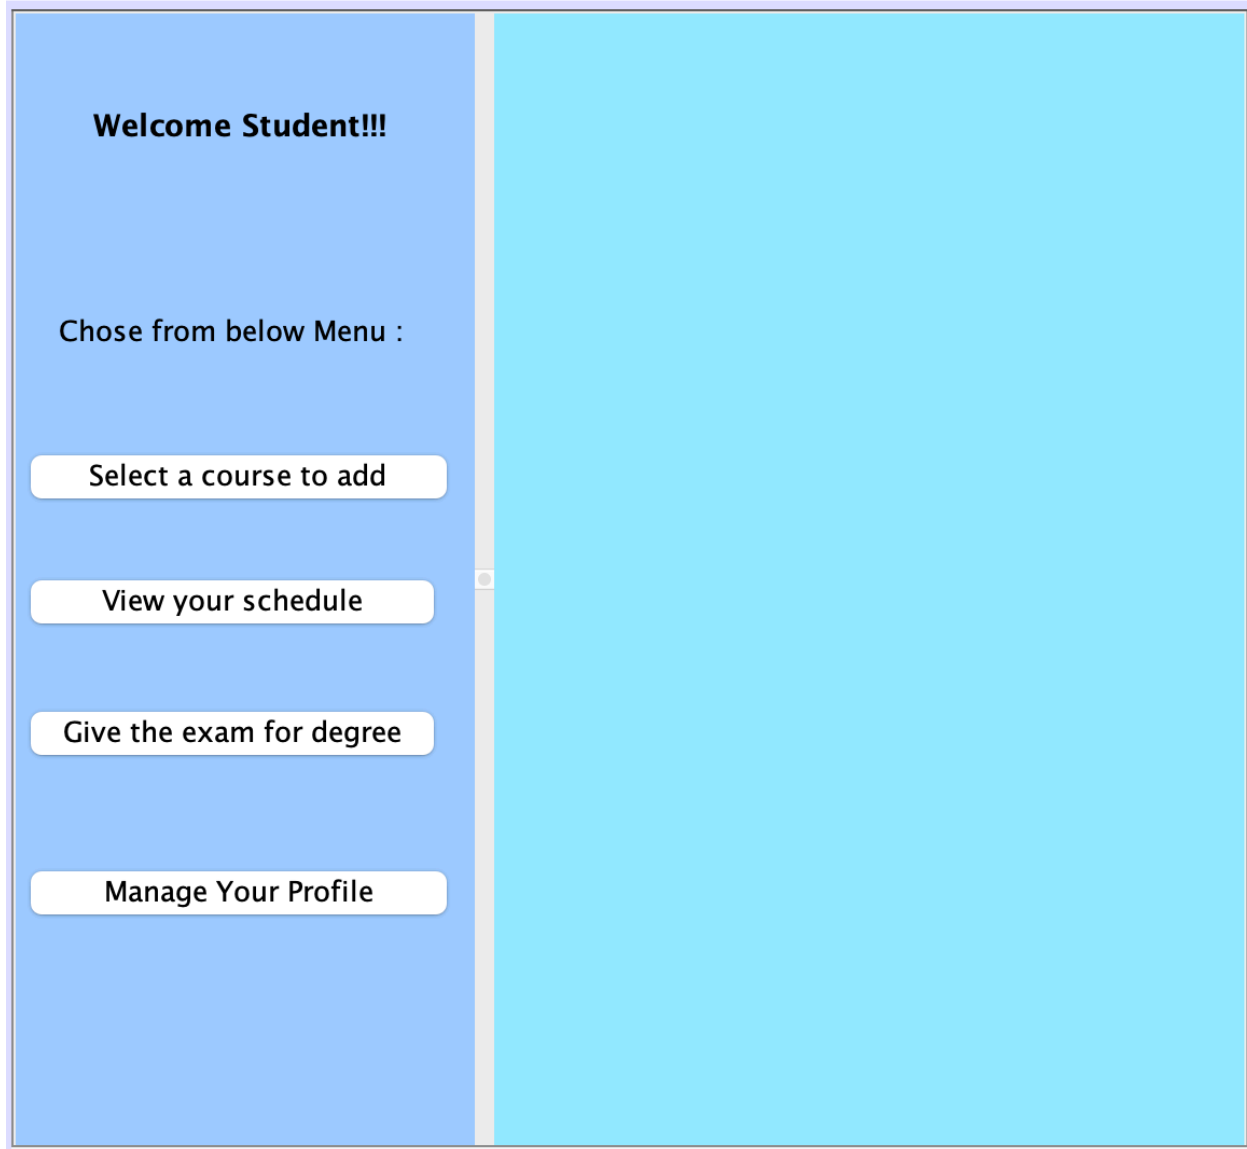 Welcome Student!!!
Chose from below Menu :
Select a course to add
View your schedule
Give the exam for degree
Manage Your Profile